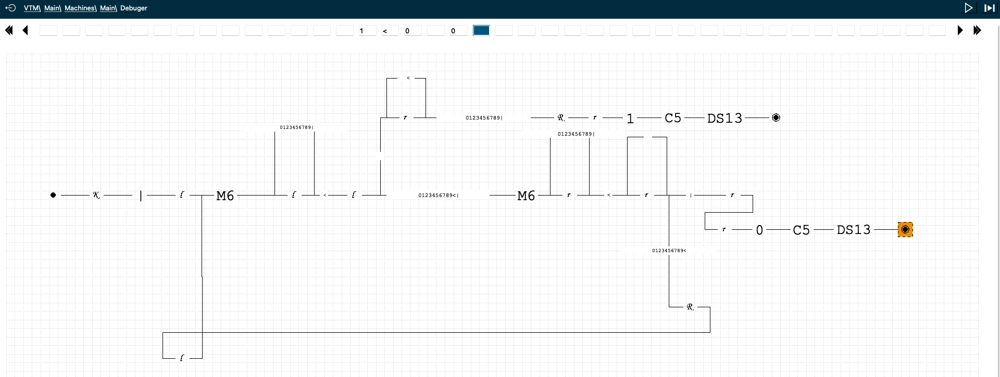 VTM\ Main\ Machines\ Main\ Debuger
1 < 0 0
<
r 0123456789| R r 1 C5 DS13
0123456789|
0123456789|
K | l M6 l < l 0123456789<| M6 r < r | r
r 0 C5 DS13
0123456789<
R
l